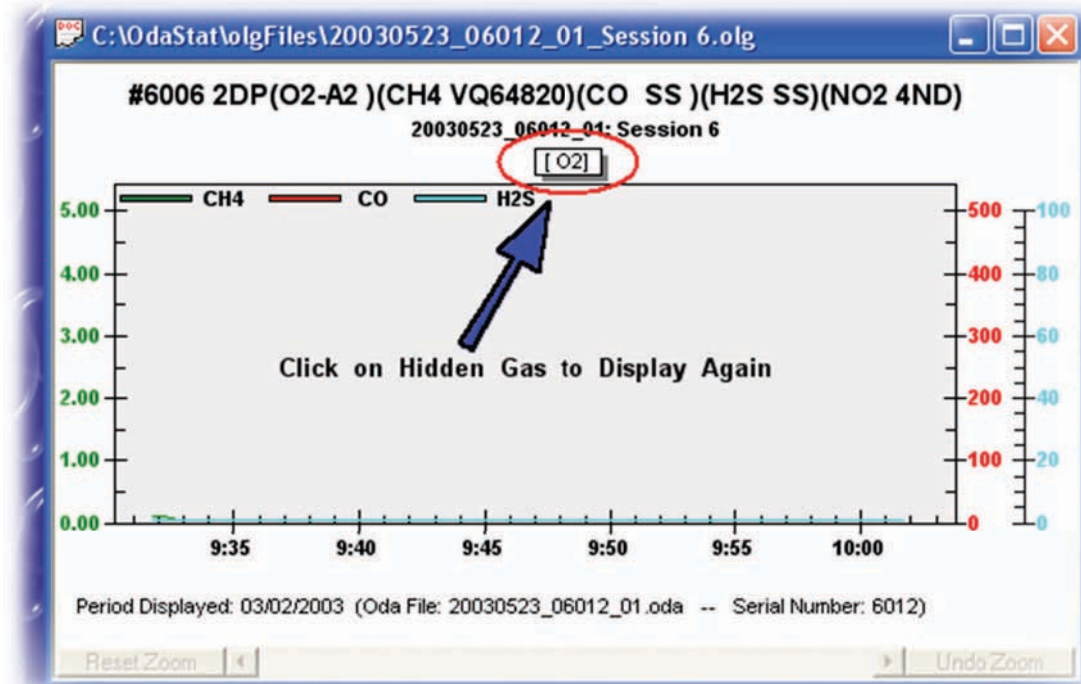 C:\OdaStat\olgFiles\20030523_06012_01_Session 6.olg
#6006 2DP(O2-A2 )(CH4 VQ64820)(CO SS )(H2S SS)(NO2 4ND)
20030523_06012_01: Session 6
[ O2]
CH4 CO H2S
5.00 500 100
4.00 400 80
3.00 300 60
Click on Hidden Gas to Display Again
2.00 200 40
1.00 100 20
0.00 0 0
9:35 9:40 9:45 9:50 9:55 10:00
Period Displayed: 03/02/2003 (Oda File: 20030523_06012_01.oda -- Serial Number: 6012)
Reset Zoom Undo Zoom